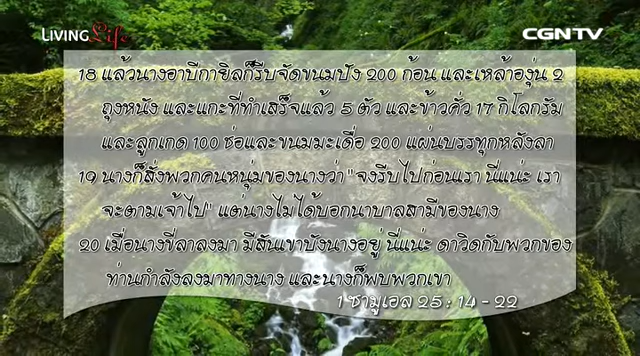 LIVING Life
CGNTV
18 แล้วนางอาบีกายิลก็รีบจัดขนมปัง 200 ก้อน และเหล้าองุ่น 2
ถุงหนัง และแกะที่ทำเสร็จแล้ว 5 ตัว และข้าวคั่ว 17 กิโลกรัม
และลูกเกด 100 ช่อและขนมมะเดื่อ 200 แผ่นบรรทุกหลังลา
19 นางก็สั่งพวกคนหนุ่มของนางว่า "จงรีบไปก่อนเรา นี่แน่ะ เรา
จะตามเจ้าไป" แต่นางไม่ได้บอกนาบาลสามีของนาง
20 เมื่อนางขี่ลาลงมา มีสันเขาบังนางอยู่ นี่แน่ะ ดาวิดกับพวกของ
ท่านกำลังลงมาทางนาง และนางก็พบพวกเขา
1 ซามูเอล 25 : 14 - 22